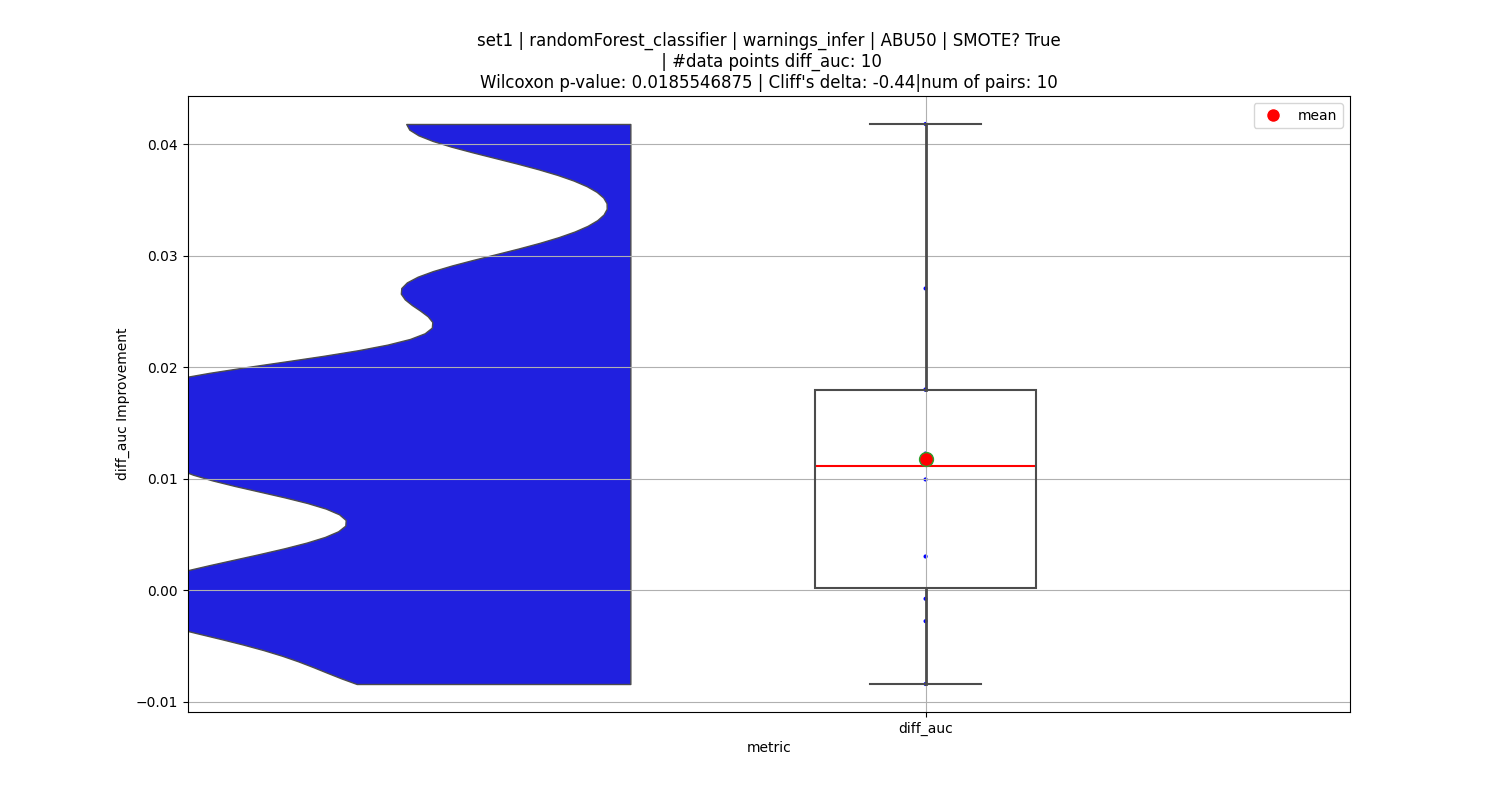 set1 | randomForest_classifier | warnings_infer | ABU50 | SMOTE? True
| #data points diff_auc: 10
Wilcoxon p-value: 0.0185546875 | Cliff's delta: -0.44|num of pairs: 10
mean
0.04
0.03
0.02
0.01
0.00
−0.01
diff_auc Improvement
diff_auc
metric